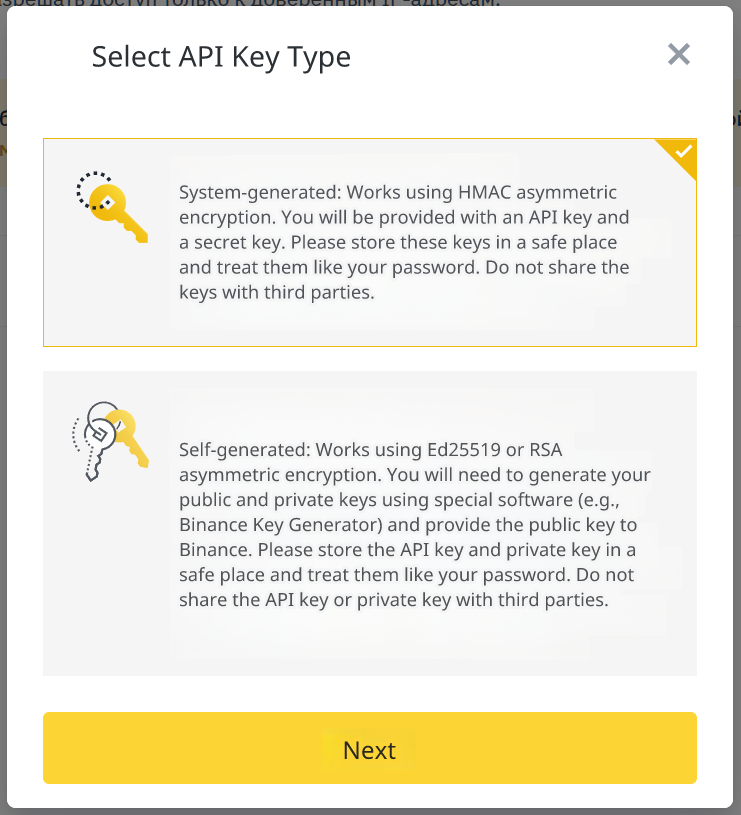 доступ только к доверенным IP-адресам.
Select API Key Type
System-generated: Works using HMAC asymmetric
encryption. You will be provided with an API key and
a secret key. Please store these keys in a safe place
and treat them like your password. Do not share the
keys with third parties.
Self-generated: Works using Ed25519 or RSA
asymmetric encryption. You will need to generate your
public and private keys using special software (e.g.,
Binance Key Generator) and provide the public key to
Binance. Please store the API key and private key in a
safe place and treat them like your password. Do not
share the API key or private key with third parties.
Next